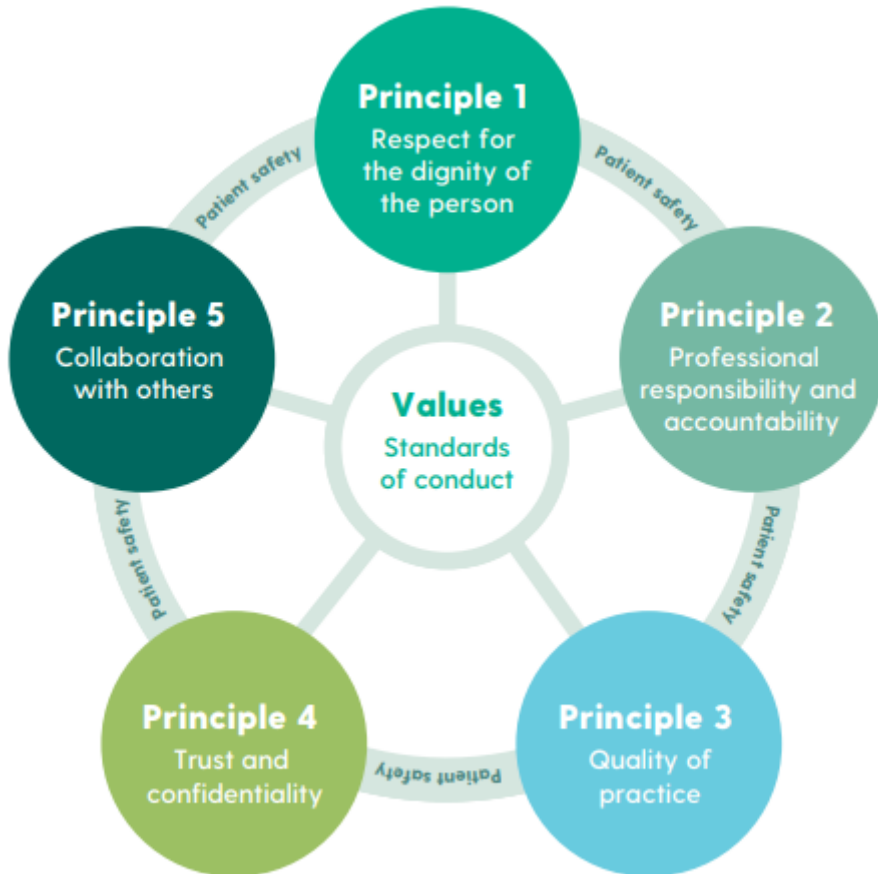 Principle 1
Respect for
the dignity of
the person
Patient safety
Patient safety
Principle 5
Collaboration
with others
Principle 2
Professional
responsibility and
accountability
Values
Standards
of conduct
Patient safety
Patient safety
Principle 4
Trust and
confidentiality
Principle 3
Quality of
practice
Patient safety